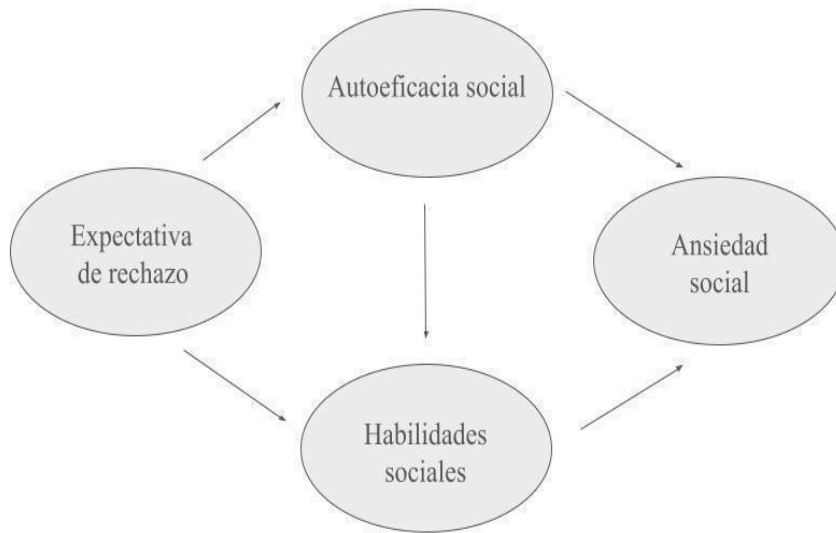 Autoeficacia social
Expectativa
de rechazo
Ansiedad
social
Habilidades
sociales